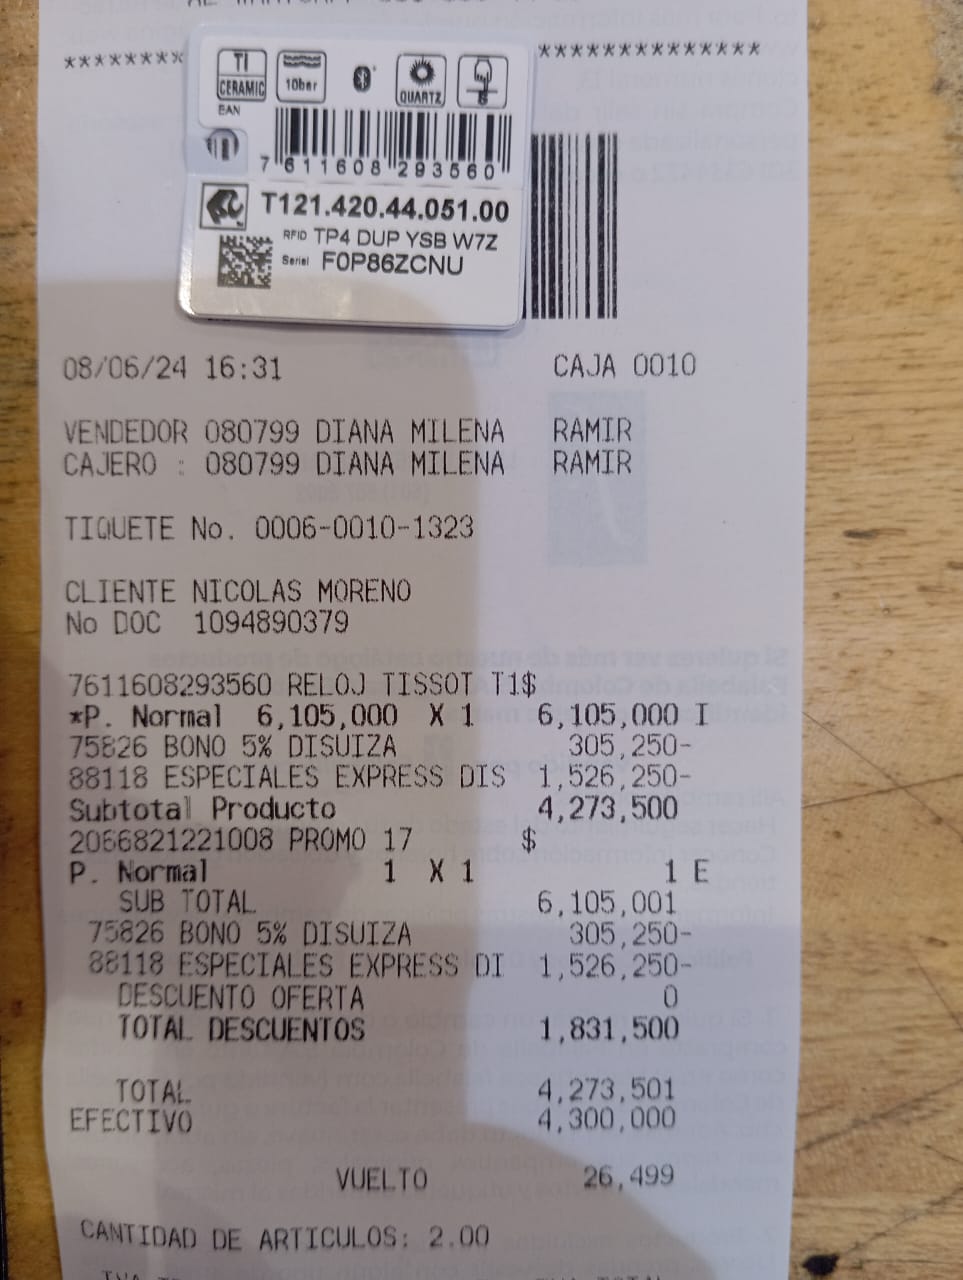 ********** **************
TI
CERAMIC
10bar
QUARTZ
EAN
7 611608 293560
T121.420.44.051.00
RFID TP4 DUP YSB W7Z
Serial F0P86ZCNU
08/06/24 16:31 CAJA 0010
VENDEDOR 080799 DIANA MILENA RAMIR
CAJERO : 080799 DIANA MILENA RAMIR
TIQUETE No. 0006-0010-1323
CLIENTE NICOLAS MORENO
No DOC 1094890379
7611608293560 RELOJ TISSOT T1$
*P. Normal 6,105,000 X 1 6,105,000 I
75826 BONO 5% DISUIZA 305,250-
88118 ESPECIALES EXPRESS DIS 1,526,250-
Subtotal Producto 4,273,500
2066821221008 PROMO 17 $
P. Normal 1 X 1 1 E
SUB TOTAL 6,105,001
75826 BONO 5% DISUIZA 305,250-
88118 ESPECIALES EXPRESS DI 1,526,250-
DESCUENTO OFERTA 0
TOTAL DESCUENTOS 1,831,500
TOTAL 4,273,501
EFECTIVO 4,300,000
VUELTO 26,499
CANTIDAD DE ARTICULOS: 2.00